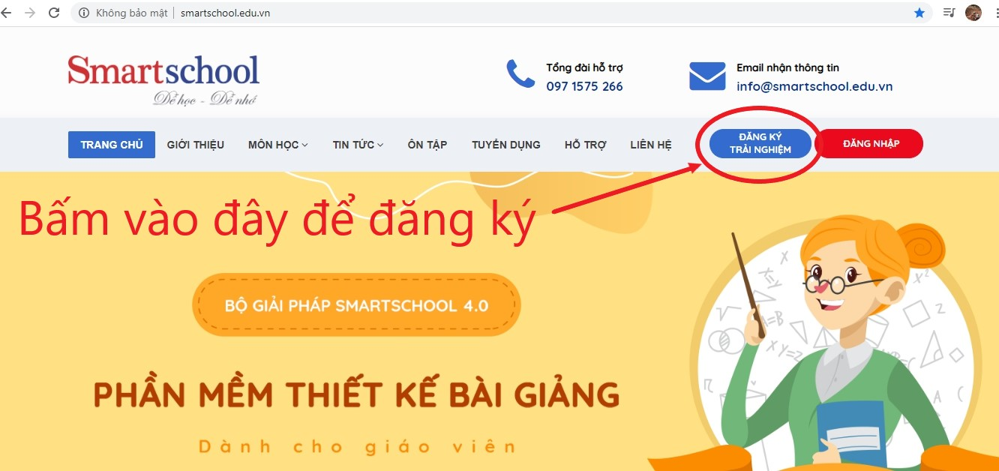 Không bảo mật | smartschool.edu.vn
Smartschool
Dễ học - Dễ nhớ
Tổng đài hỗ trợ
097 1575 266
Email nhận thông tin
info@smartschool.edu.vn
TRANG CHỦ GIỚI THIỆU MÔN HỌC TIN TỨC ÔN TẬP TUYỂN DỤNG HỖ TRỢ LIÊN HỆ
ĐĂNG KÝ
TRẢI NGHIỆM
ĐĂNG NHẬP
Bấm vào đây để đăng ký
BỘ GIẢI PHÁP SMARTSCHOOL 4.0
PHẦN MỀM THIẾT KẾ BÀI GIẢNG
Dành cho giáo viên